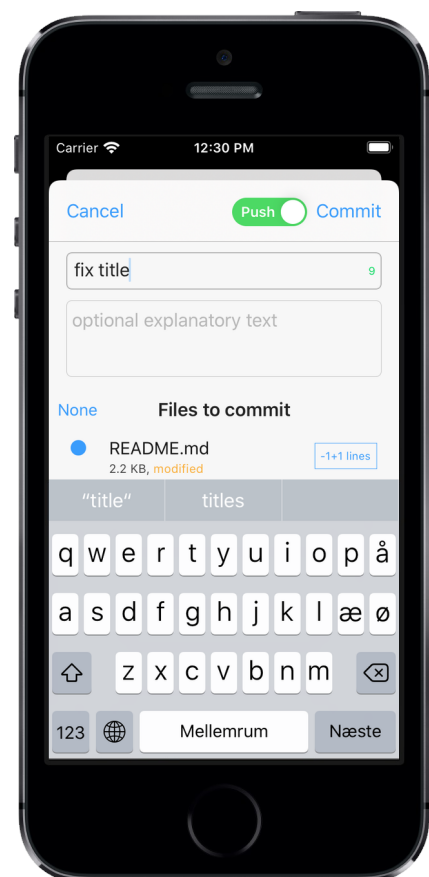 Carrier 12:30 PM
Cancel Push Commit
fix title 9
optional explanatory text
None Files to commit
README.md
2.2 KB, modified -1+1 lines
"title" titles
q w e r t y u i o p å
a s d f g h j k l æ ø
z x c v b n m
123 Mellemrum Næste